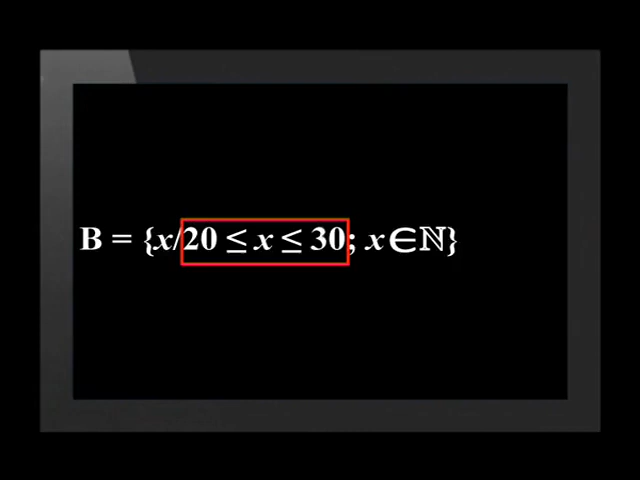 B = {x/20 ≤ x ≤ 30; x∈ℕ}